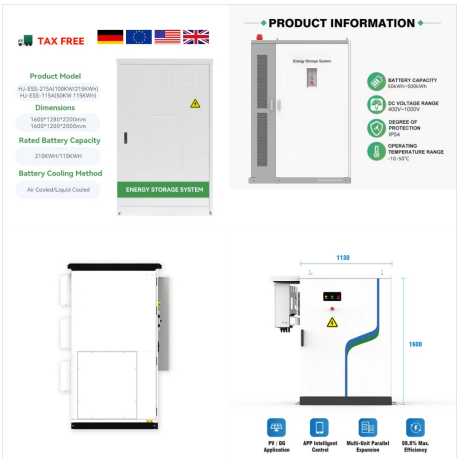 TAX FREE
Product Model
HJ-ESS-215A(100KW/215KWh)
HJ-ESS-115A(50KW 115KWh)
Dimensions
1600*1280*2200mm
1600*1200*2000mm
Rated Battery Capacity
215KWH/115KWH
Battery Cooling Method
Air Cooled/Liquid Cooled
ENERGY STORAGE SYSTEM
PRODUCT INFORMATION
Energy Storage System
BATTERY CAPACITY
50kWh~500kWh
DC VOLTAGE RANGE
400V~1000V
DEGREE OF
PROTECTION
IP54
OPERATING
TEMPERATURE RANGE
-10~50°C
1130
1600
PV / DG
Application
APP Intelligent
Control
Multi-Unit Parallel
Expansion
98.8% Max.
Efficiency